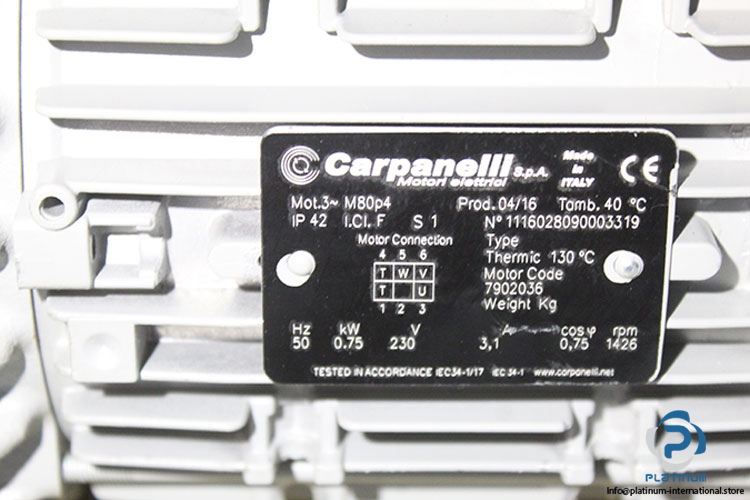 Carpanelli S.p.A.
Motori elettrici
Made in ITALY
CE
Mot.3~ M80p4 Prod. 04/16 Tamb. 40 °C
IP 42 I.Cl. F S 1 N° 1116028090003319
Motor Connection Type
4 5 6 Thermic 130 °C
T W V Motor Code
T U 7902036
1 2 3 Weight Kg
Hz kW V A cos φ rpm
50 0.75 230 3,1 0,75 1426
TESTED IN ACCORDANCE IEC34-1/17 IEC 34-1 www.carpanelli.net
PLATINUM
info@platinum-international.store